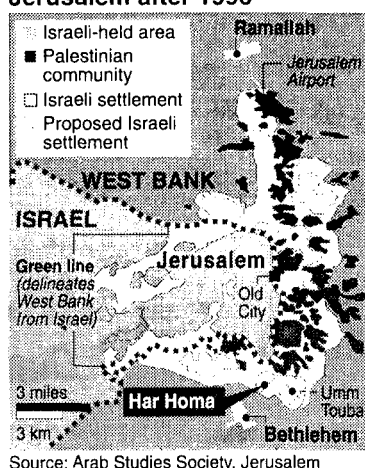 Jerusalem after 1996
Israeli-held area
Palestinian
community
Israeli settlement
Proposed Israeli
settlement
Ramallah
Jerusalem
Airport
WEST BANK
ISRAEL
Green line
(delineates
West Bank
from Israel)
Jerusalem
Old
City
3 miles
3 km
Har Homa
Umm
Touba
Bethlehem
Source: Arab Studies Society, Jerusalem